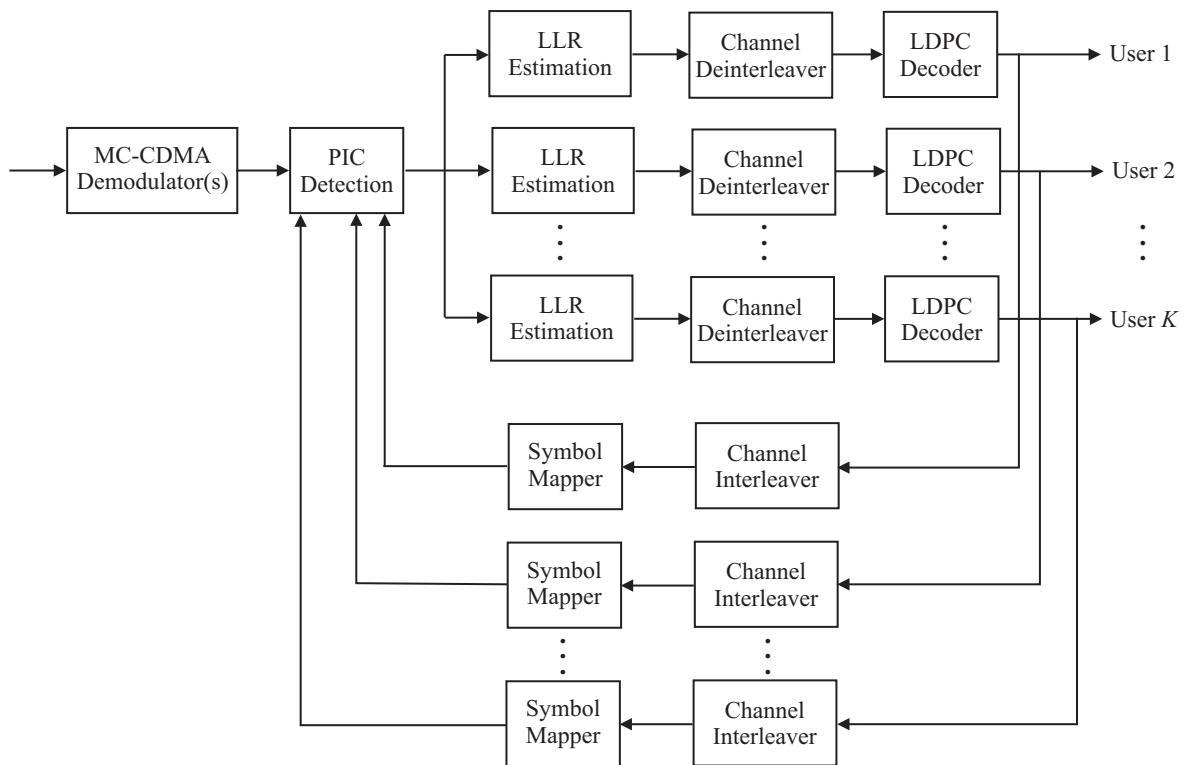 LLR
Estimation
Channel
Deinterleaver
LDPC
Decoder
User 1
MC-CDMA
Demodulator(s)
PIC
Detection
LLR
Estimation
Channel
Deinterleaver
LDPC
Decoder
User 2
LLR
Estimation
Channel
Deinterleaver
LDPC
Decoder
User K
Symbol
Mapper
Channel
Interleaver
Symbol
Mapper
Channel
Interleaver
Symbol
Mapper
Channel
Interleaver